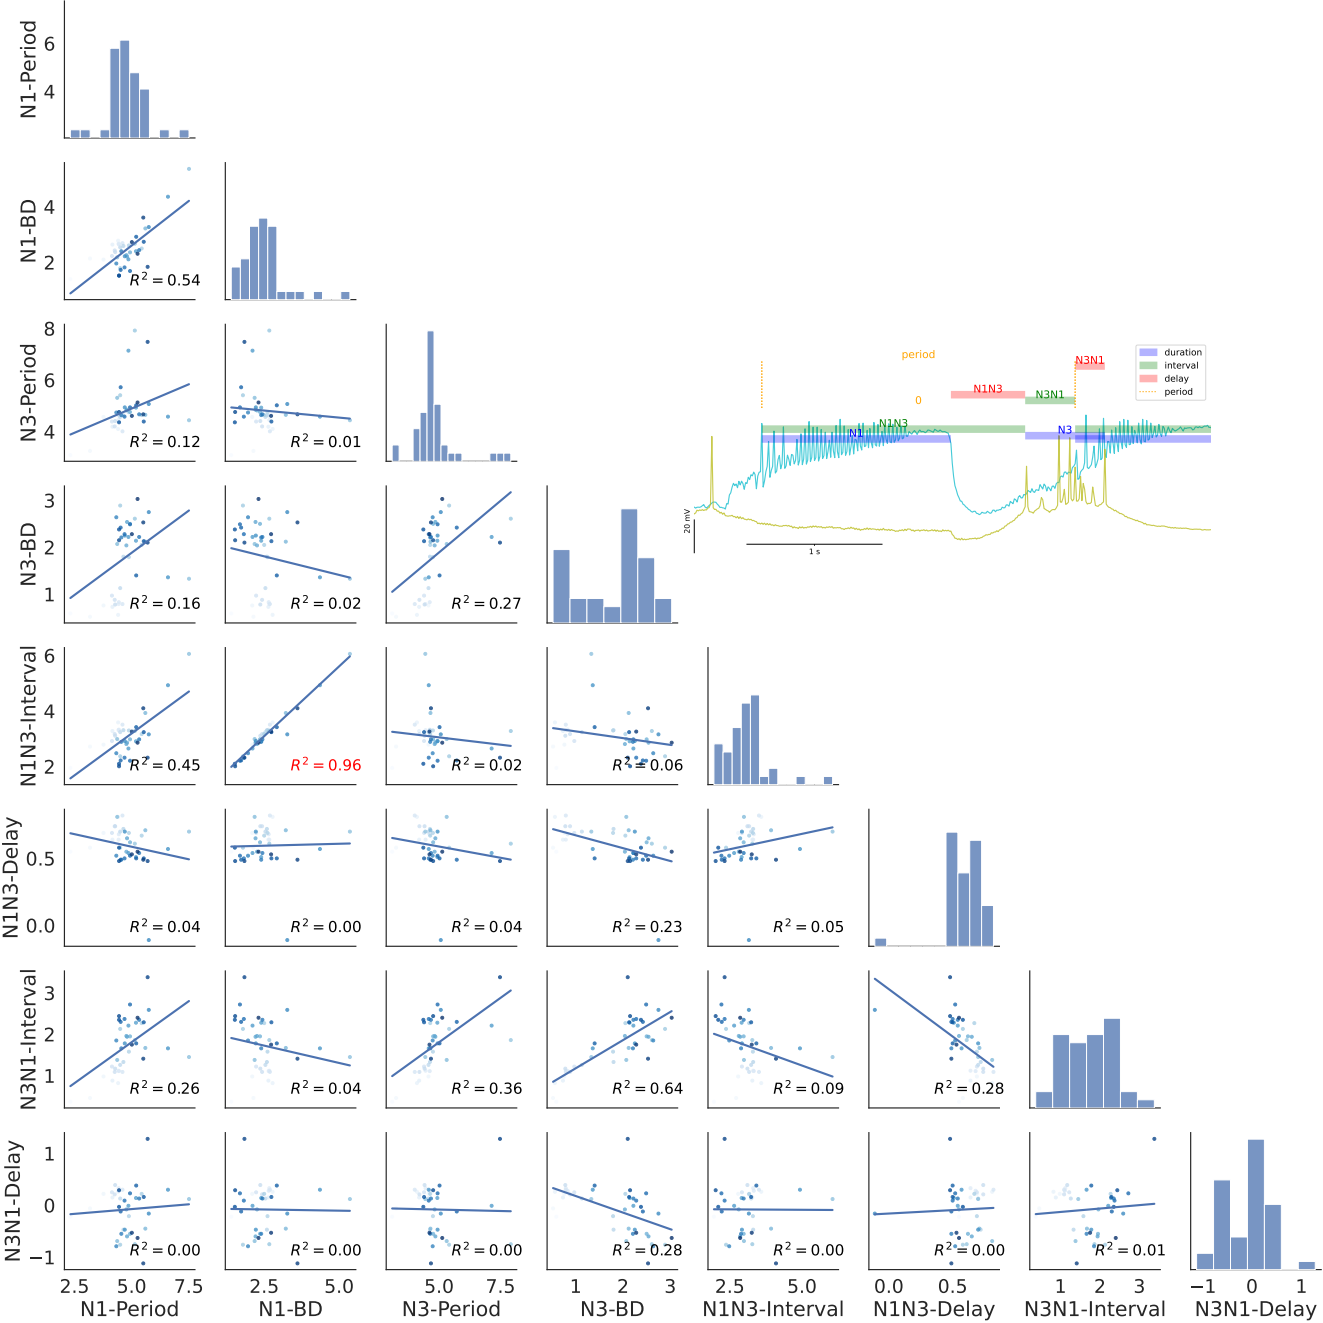 N1-Period
6
4
N1-BD
4
2
R² = 0.54
N3-Period
8
6
4
R² = 0.12
R² = 0.01
period
0
N1N3
N3N1
N3N1
duration
interval
delay
period
N1N3
N1
N3
20 mV
1 s
N3-BD
3
2
1
R² = 0.16
R² = 0.02
R² = 0.27
N1N3-Interval
6
4
2
R² = 0.45
R² = 0.96
R² = 0.02
R² = 0.06
N1N3-Delay
0.5
0.0
R² = 0.04
R² = 0.00
R² = 0.04
R² = 0.23
R² = 0.05
N3N1-Interval
3
2
1
R² = 0.26
R² = 0.04
R² = 0.36
R² = 0.64
R² = 0.09
R² = 0.28
N3N1-Delay
1
0
−1
R² = 0.00
R² = 0.00
R² = 0.00
R² = 0.28
R² = 0.00
R² = 0.00
R² = 0.01
2.5 5.0 7.5
2.5 5.0
5.0 7.5
1 2 3
2.5 5.0
0.0 0.5
1 2 3
−1 0 1
N1-Period
N1-BD
N3-Period
N3-BD
N1N3-Interval
N1N3-Delay
N3N1-Interval
N3N1-Delay